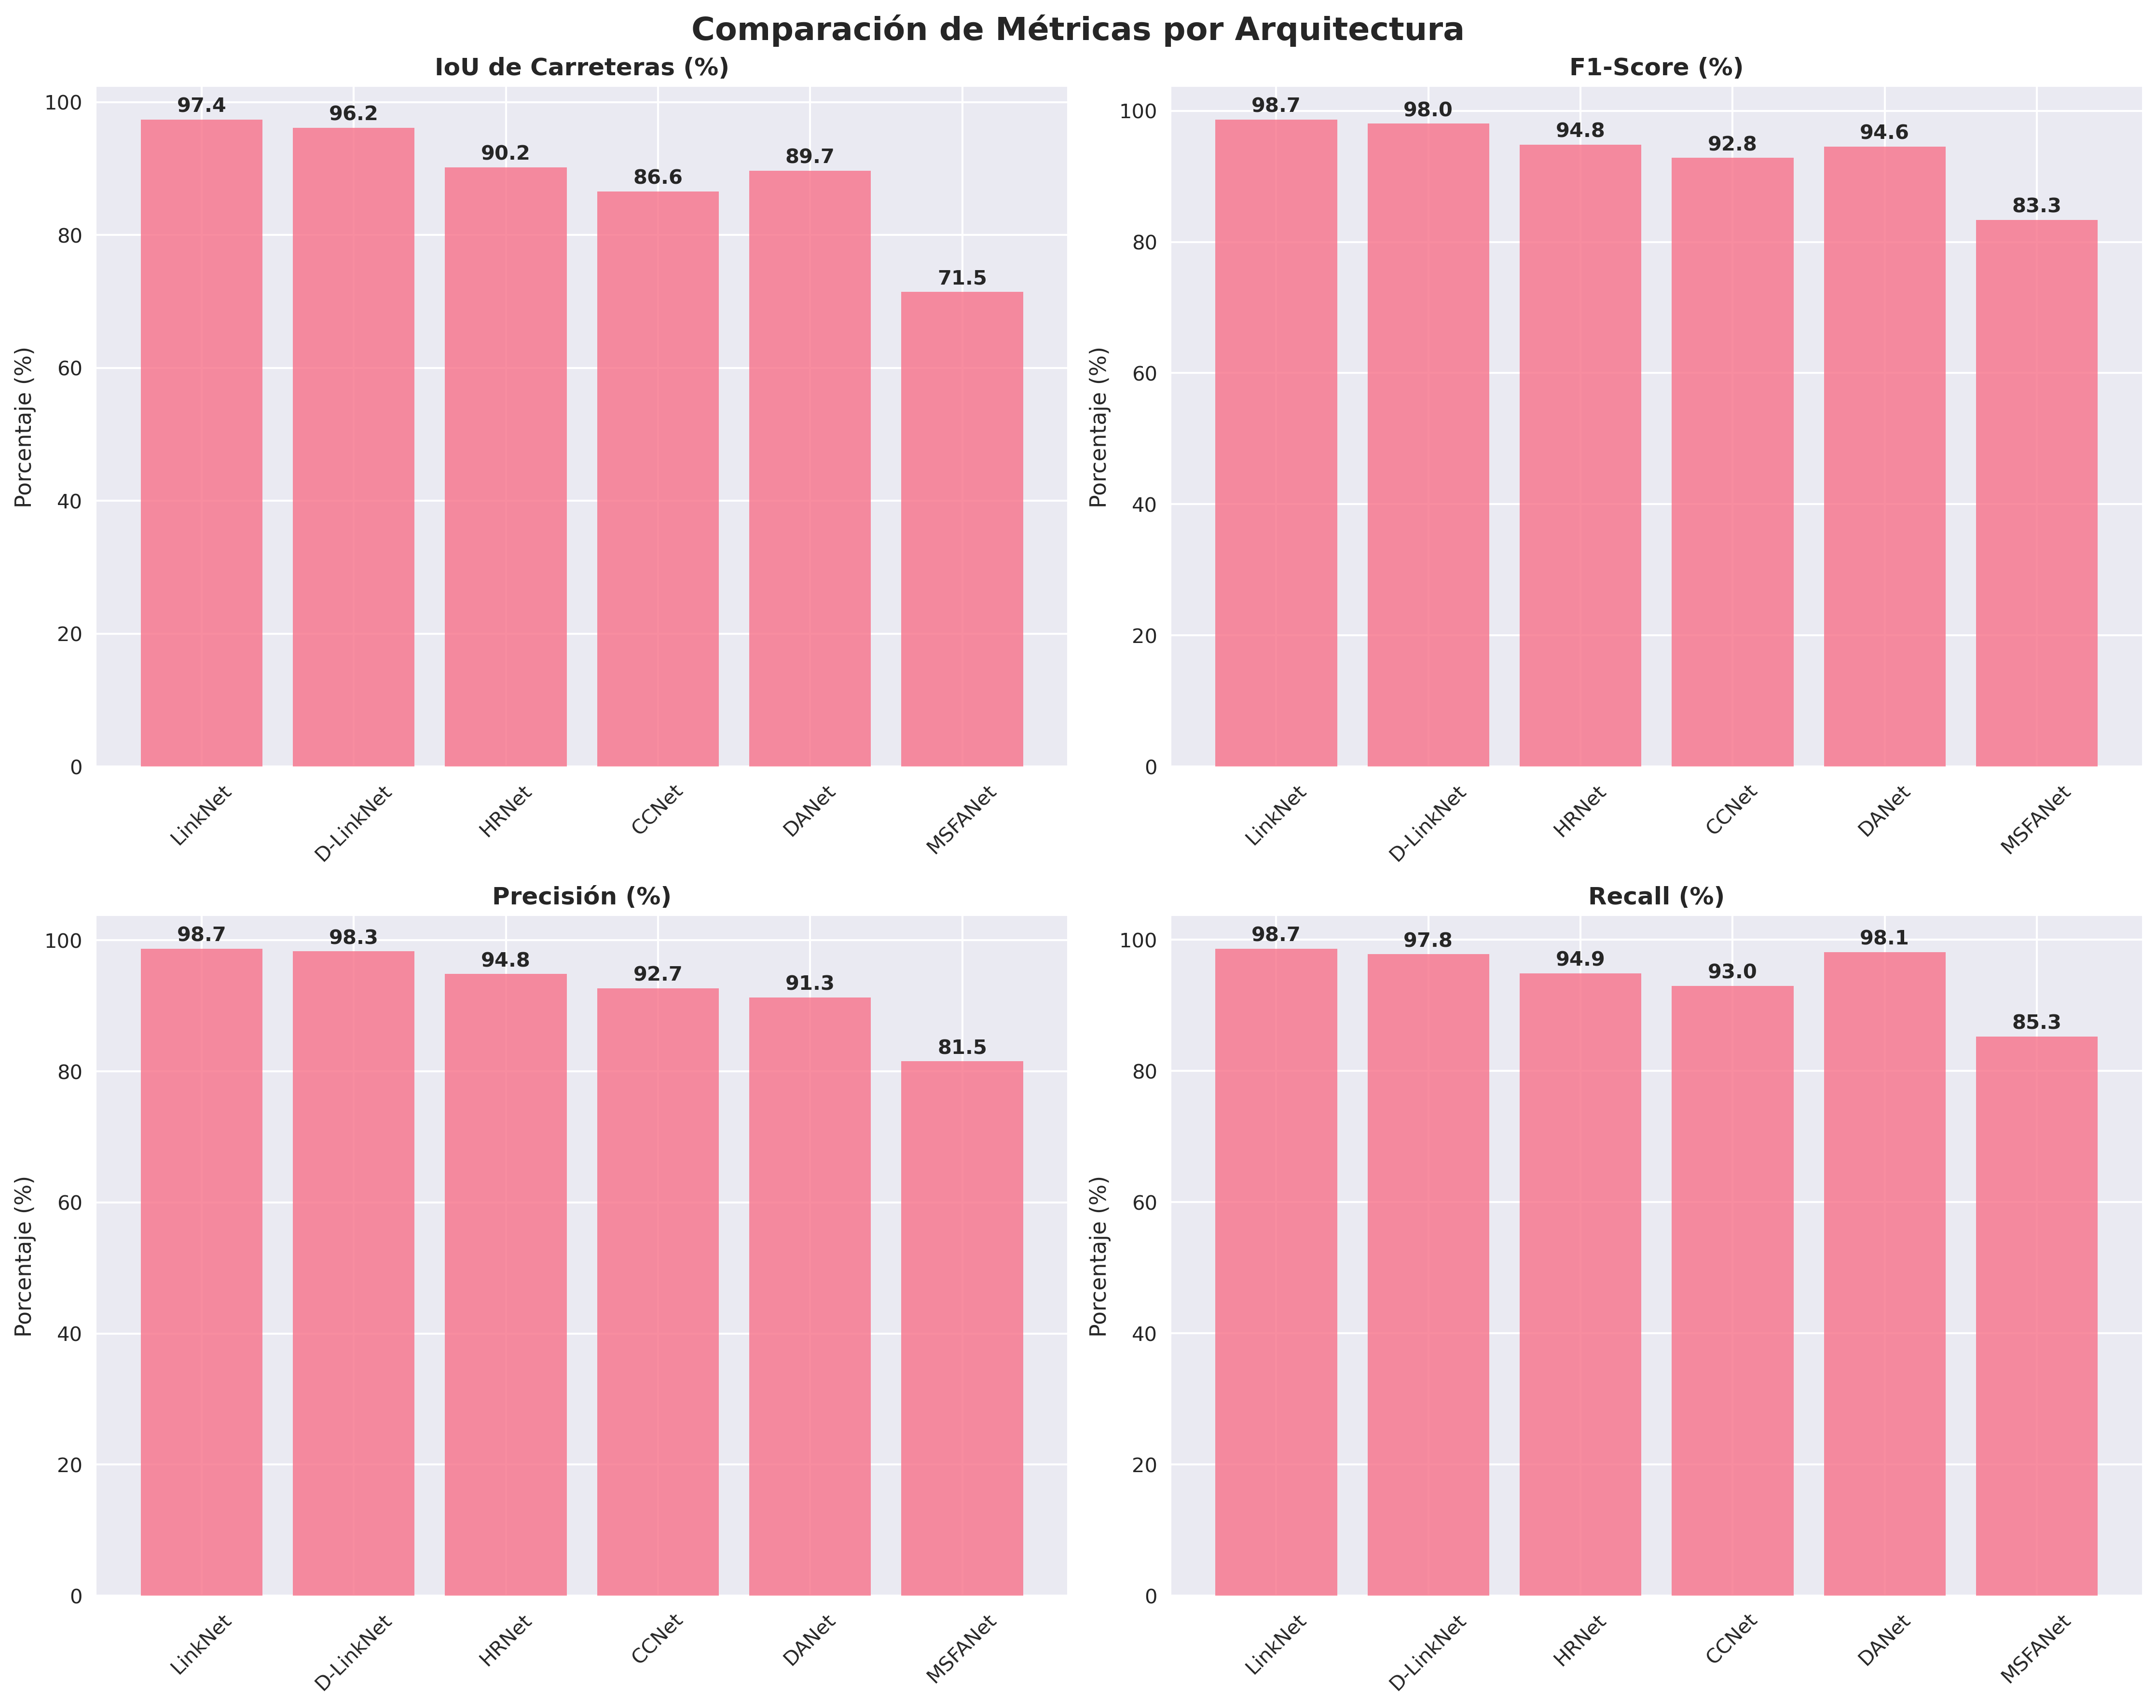 Comparación de Métricas por Arquitectura
IoU de Carreteras (%)
Porcentaje (%)
100
80
60
40
20
0
97.4
96.2
90.2
86.6
89.7
71.5
LinkNet
D-LinkNet
HRNet
CCNet
DANet
MSFANet
F1-Score (%)
Porcentaje (%)
100
80
60
40
20
0
98.7
98.0
94.8
92.8
94.6
83.3
LinkNet
D-LinkNet
HRNet
CCNet
DANet
MSFANet
Precisión (%)
Porcentaje (%)
100
80
60
40
20
0
98.7
98.3
94.8
92.7
91.3
81.5
LinkNet
D-LinkNet
HRNet
CCNet
DANet
MSFANet
Recall (%)
Porcentaje (%)
100
80
60
40
20
0
98.7
97.8
94.9
93.0
98.1
85.3
LinkNet
D-LinkNet
HRNet
CCNet
DANet
MSFANet